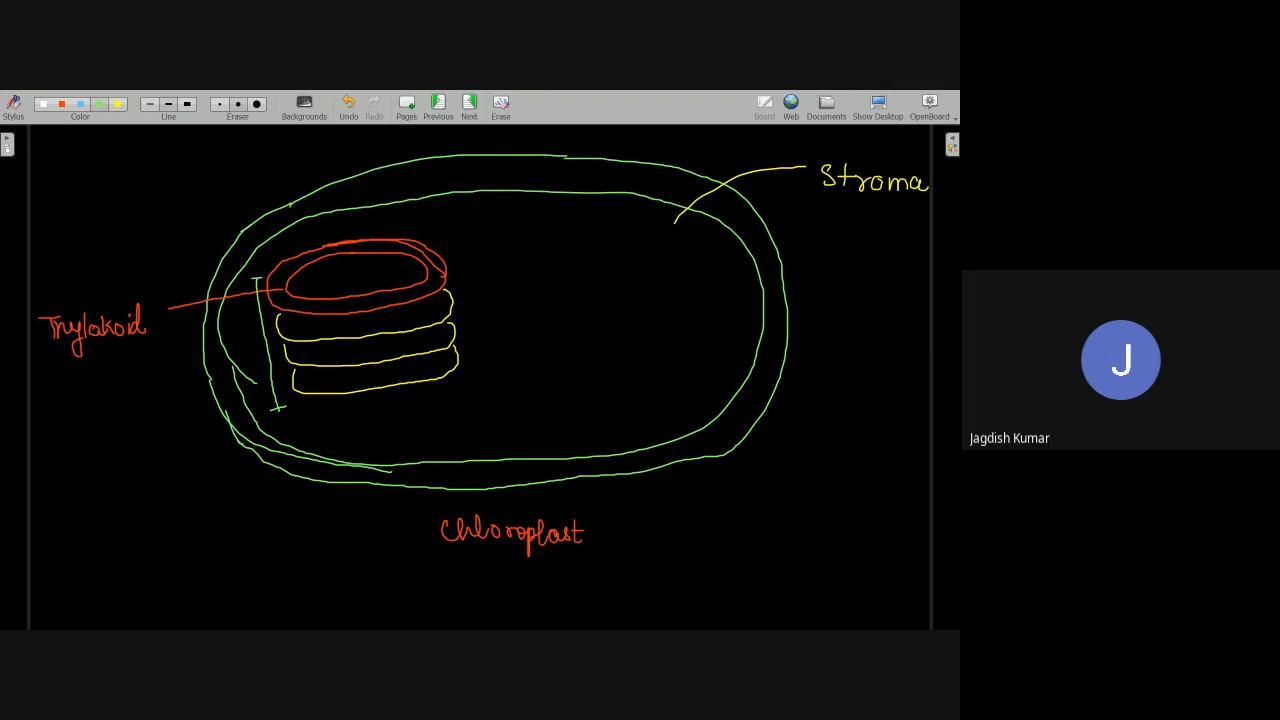 Stylus
Color
Line
Eraser
Backgrounds
Undo
Redo
Pages
Previous
Next
Erase
Board
Web
Documents
Show Desktop
OpenBoard
Stroma
Thylakoid
Chloroplast
J
Jagdish Kumar